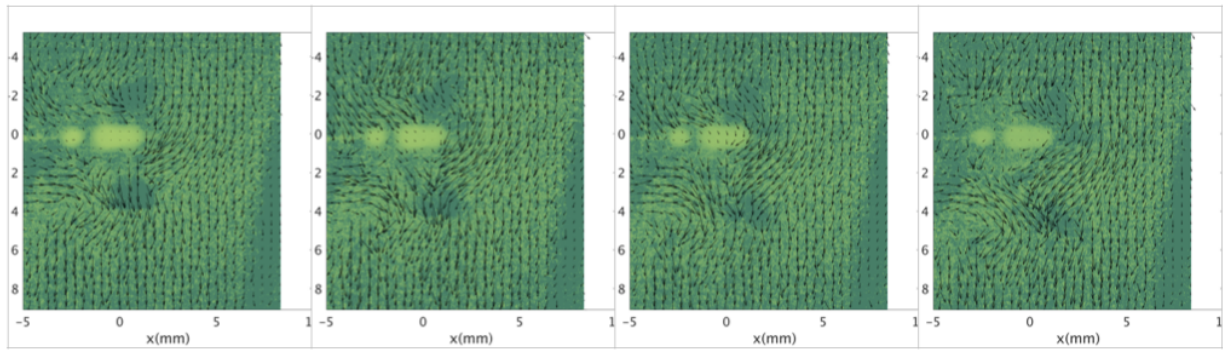 -4 -4 -4 -4
-2 -2 -2 -2
0 0 0 0
2 2 2 2
4 4 4 4
6 6 6 6
8 8 8 8
−5 0 5 1 −5 0 5 1 −5 0 5 1 −5 0 5 1
x(mm) x(mm) x(mm) x(mm)